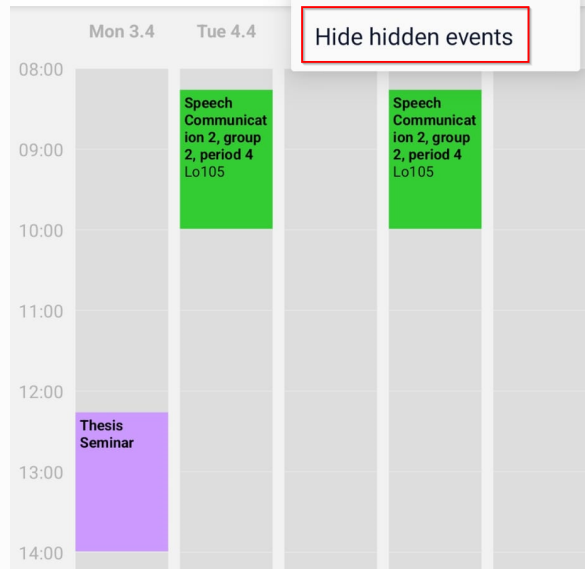 Hide hidden events
Mon 3.4
Tue 4.4
08:00
Speech
Communicat
ion 2, group
2, period 4
Lo105
Speech
Communicat
ion 2, group
2, period 4
Lo105
09:00
10:00
11:00
12:00
Thesis
Seminar
13:00
14:00